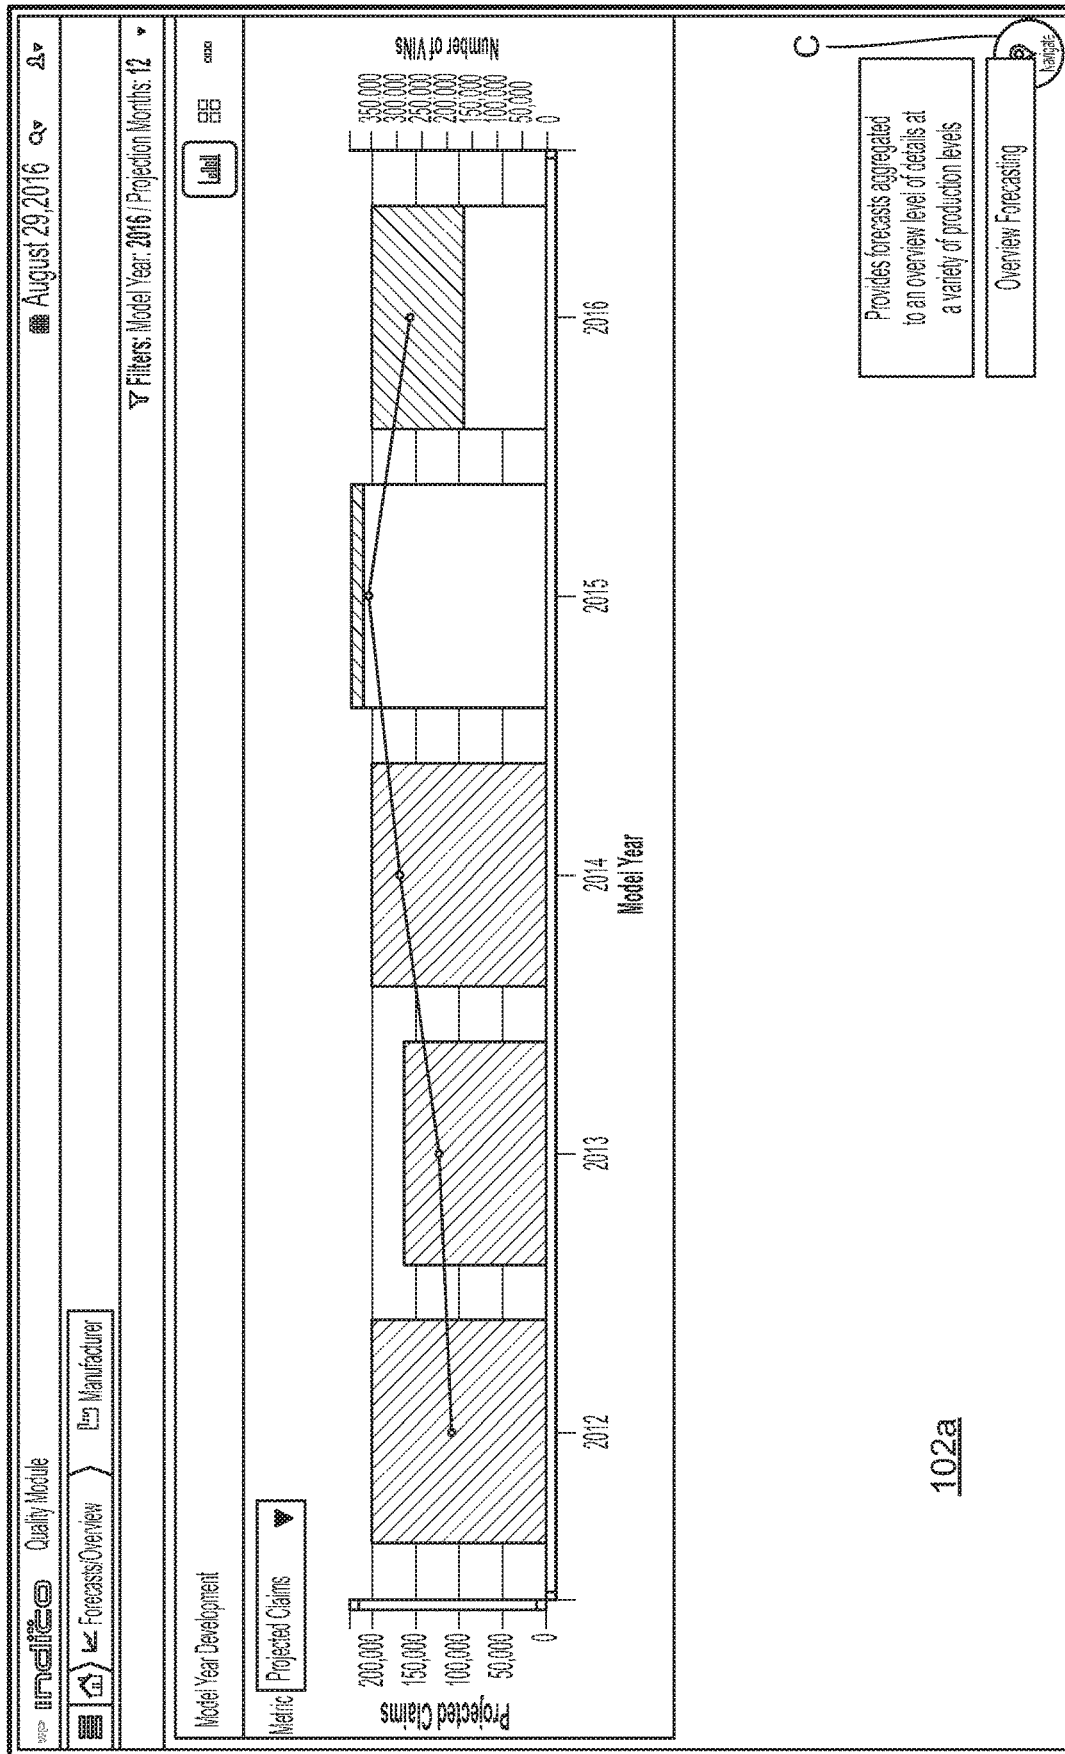 indico Quality Module August 29,2016
Forecasts/Overview Manufacturer
Filters: Model Year: 2016 / Projection Months: 12
Model Year Development
Metric Projected Claims
Projected Claims
200,000
150,000
100,000
50,000
0
2012
2013
2014
2015
2016
Model Year
350,000
300,000
250,000
200,000
150,000
100,000
50,000
0
Number of VINs
C
Provides forecasts aggregated
to an overview level of details at
a variety of production levels
Overview Forecasting
Navigate
102a